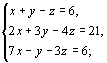 x + y − z = 6,
2x + 3y − 4z = 21,
7x − y − 3z = 6;